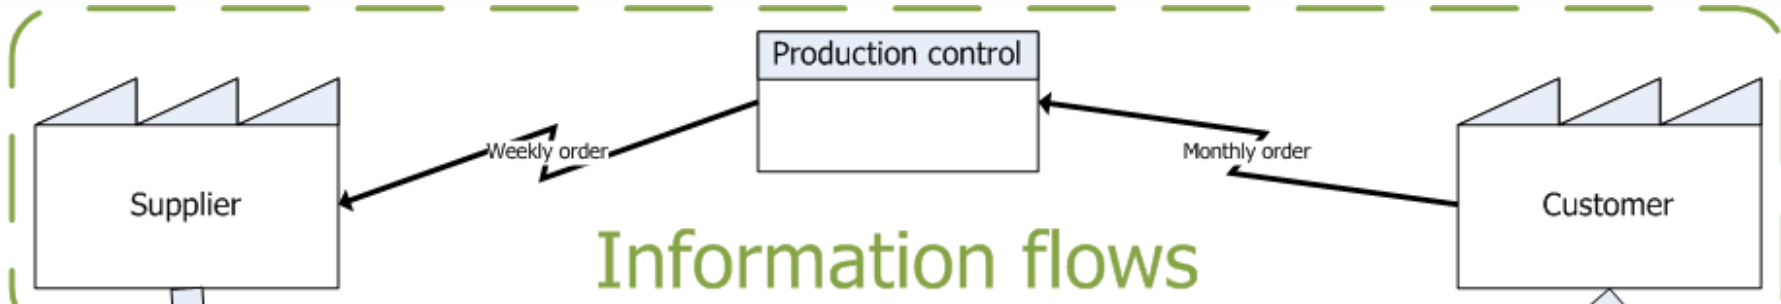 Production control
Weekly order
Monthly order
Supplier
Customer
Information flows